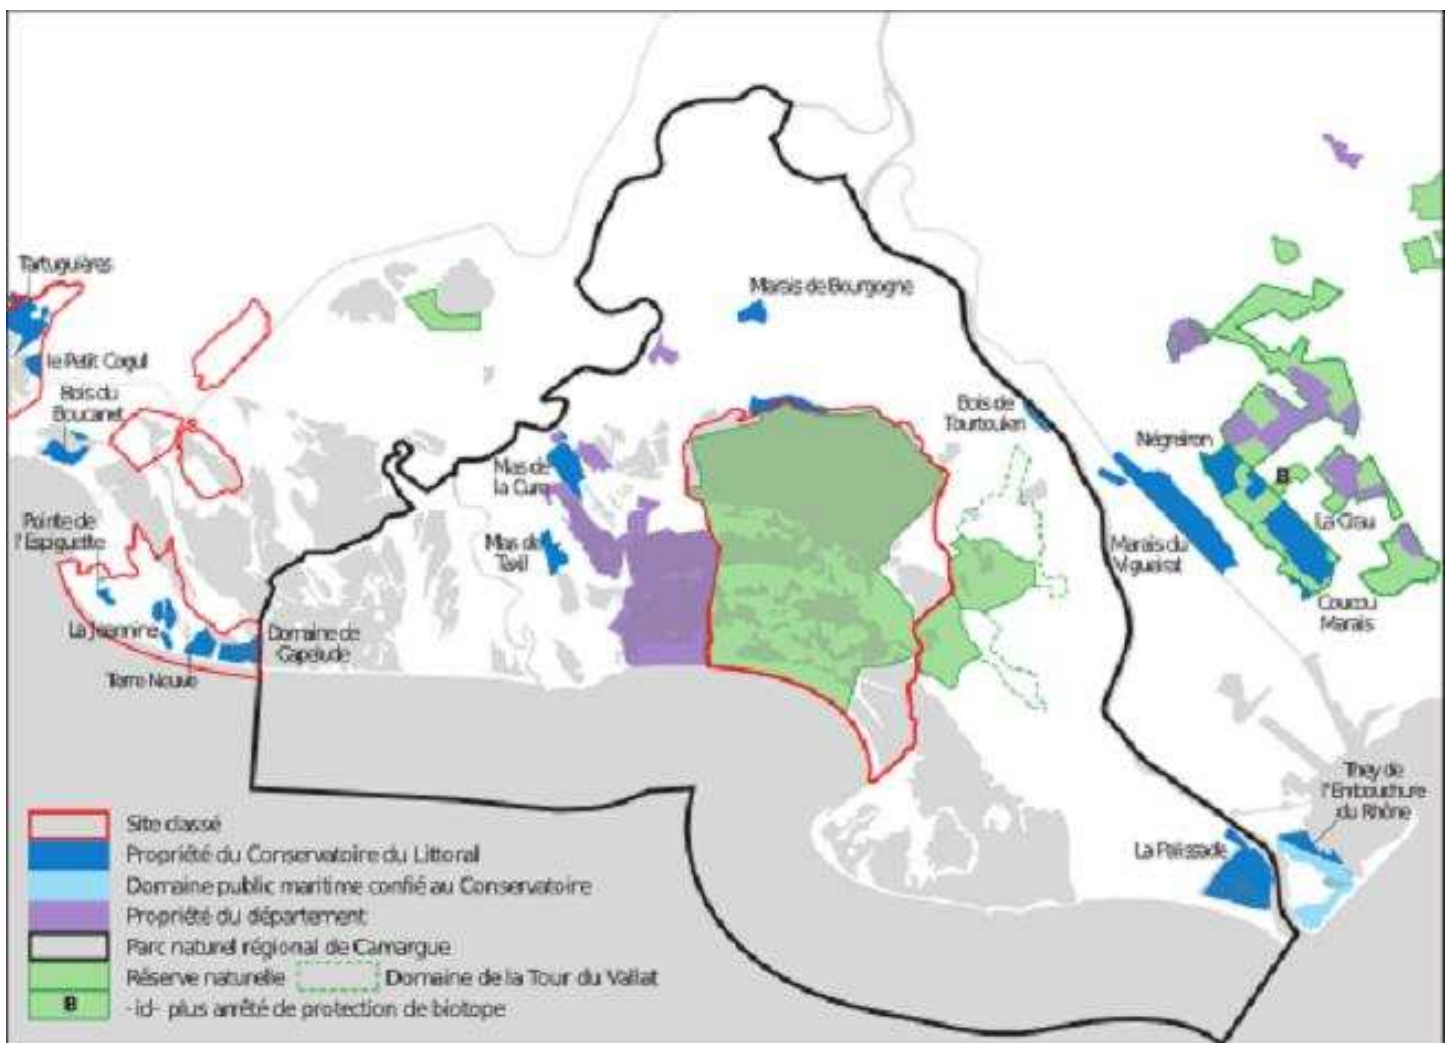 Tartuguières
le Petit Cogul
Bois du
Boucanet
Pointe de
l'Espiguette
La Jasnnine
Terre Neuve
Domaine de
Capelude
Marais de Bourgogne
Mas de
la Cure
Mas de
Taxil
Bois de
Tourtoulen
Négreiron
B
La Crau
Marais du
Vigueirat
Coucou
Marais
They de
l'Embouchure
du Rhône
La Palissade
Site classé
Propriété du Conservatoire du Littoral
Domaine public maritime confié au Conservatoire
Propriété du département
Parc naturel régional de Camargue
Réserve naturelle Domaine de la Tour du Vallat
B -id- plus arrêté de protection de biotope